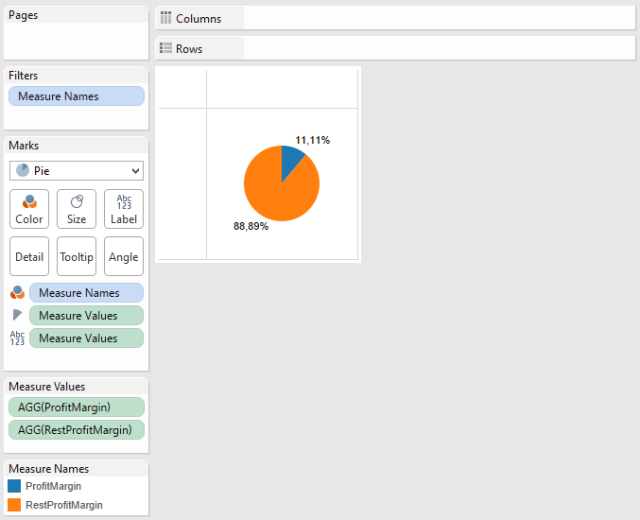 Pages
Columns
Rows
Filters
Measure Names
Marks
Pie
Color
Size
Abc
123
Label
Detail
Tooltip
Angle
Measure Names
Measure Values
Abc
123
Measure Values
Measure Values
AGG(ProfitMargin)
AGG(RestProfitMargin)
Measure Names
ProfitMargin
RestProfitMargin
11,11%
88,89%